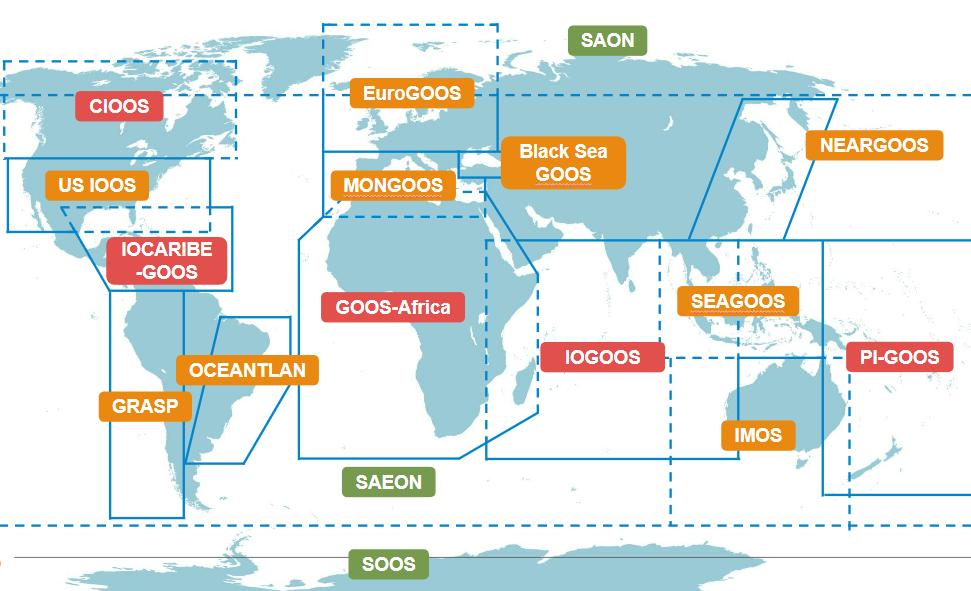 SAON
EuroGOOS
CIOOS
NEARGOOS
Black Sea
GOOS
US IOOS
MONGOOS
IOCARIBE
-GOOS
SEAGOOS
GOOS-Africa
IOGOOS
PI-GOOS
OCEANTLAN
GRASP
IMOS
SAEON
SOOS